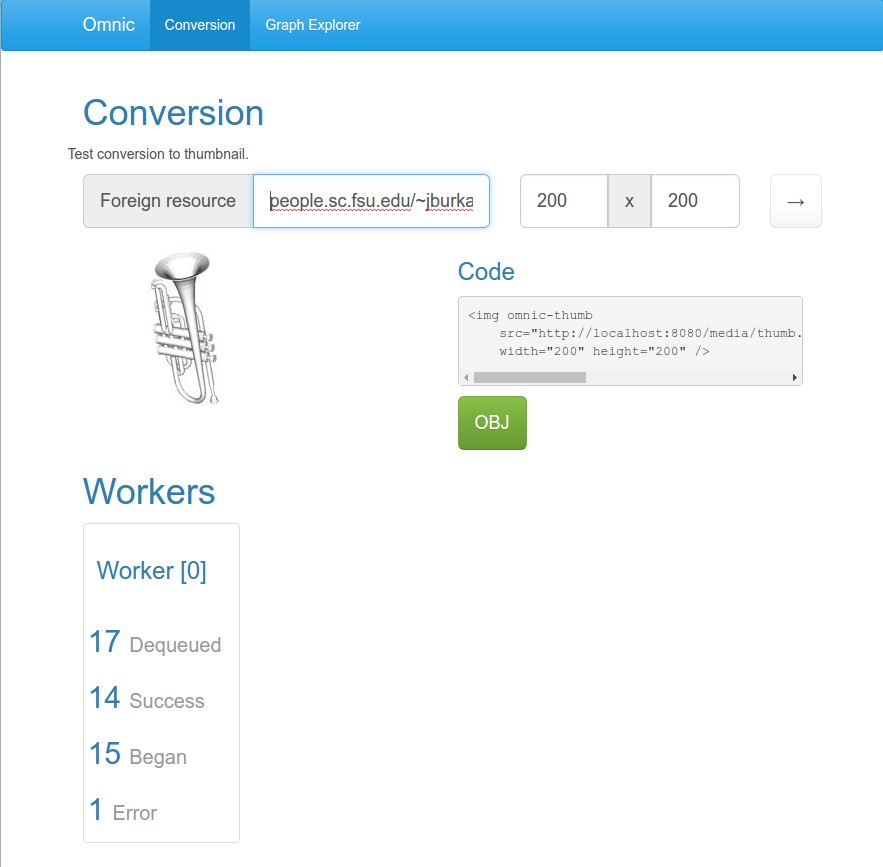 Omnic Conversion Graph Explorer
Conversion
Test conversion to thumbnail.
Foreign resource people.sc.fsu.edu/~jburka 200 x 200 →
Code
<img omnic-thumb
src="http://localhost:8080/media/thumb.
width="200" height="200" />
OBJ
Workers
Worker [0]
17 Dequeued
14 Success
15 Began
1 Error